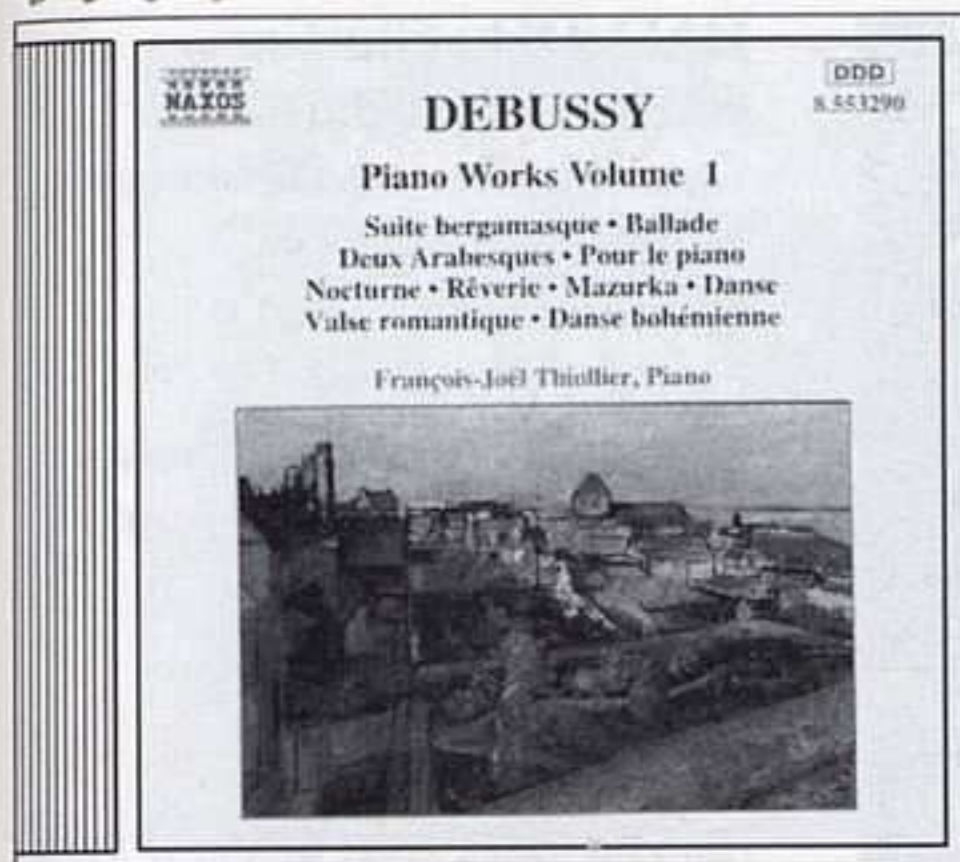 NAXOS
DDD
8.553290
DEBUSSY
Piano Works Volume 1
Suite bergamasque • Ballade
Deux Arabesques • Pour le piano
Nocturne • Rêverie • Mazurka • Danse
Valse romantique • Danse bohémienne
François-Joël Thiollier, Piano